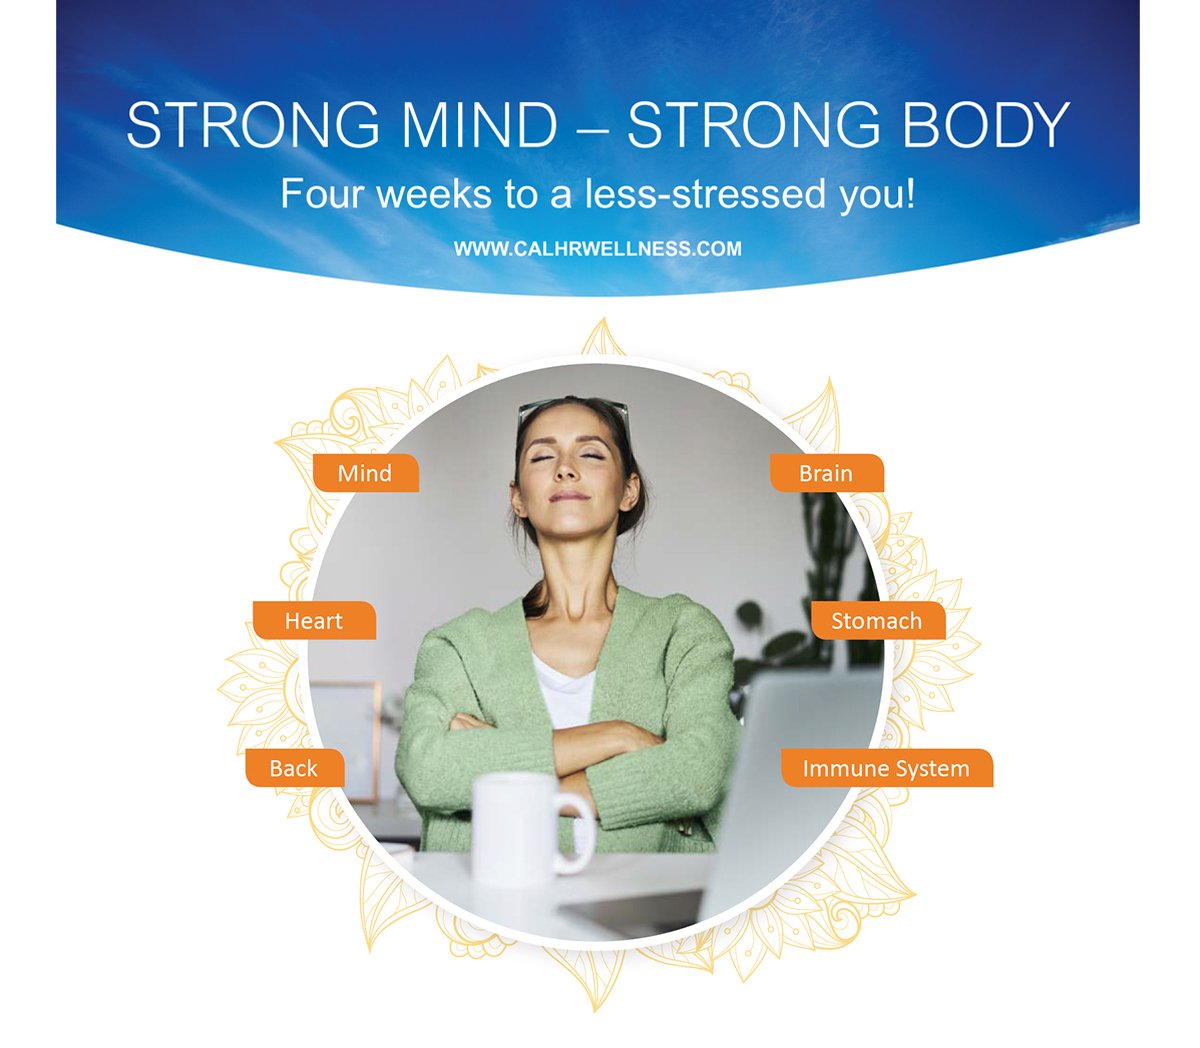 STRONG MIND – STRONG BODY
Four weeks to a less-stressed you!
WWW.CALHRWELLNESS.COM
Mind
Brain
Heart
Stomach
Back
Immune System